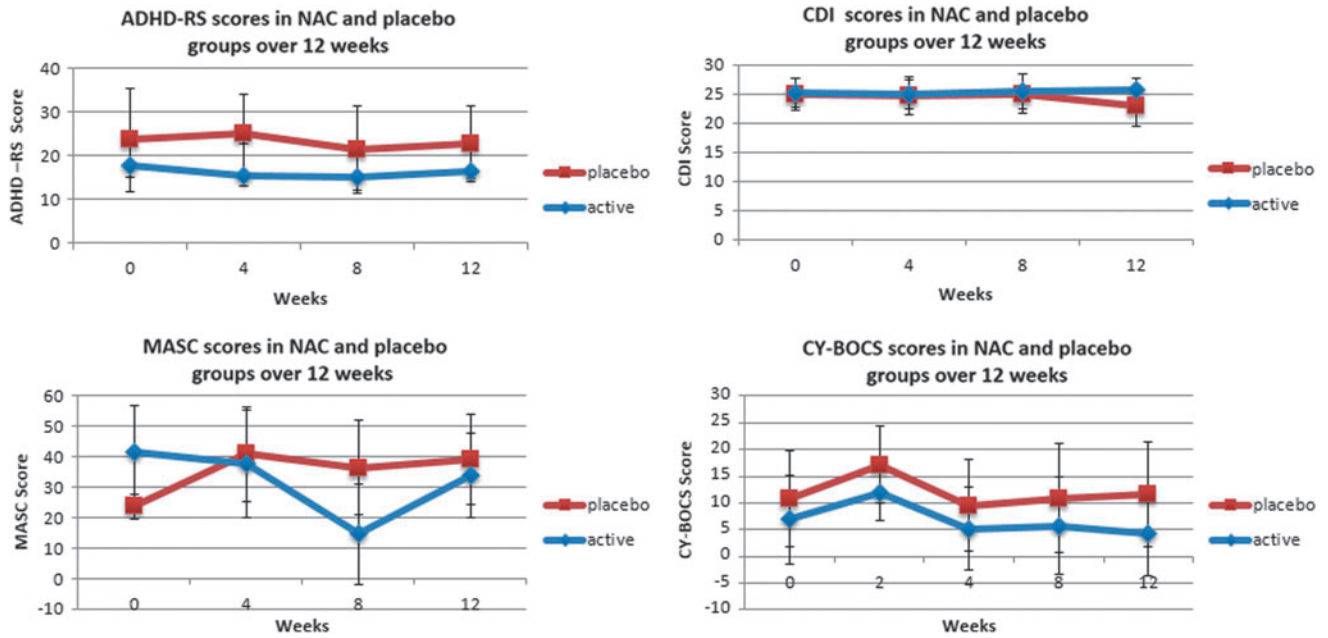 ADHD-RS scores in NAC and placebo
groups over 12 weeks
40
30
20
10
0
ADHD –RS Score
0 4 8 12
Weeks
placebo
active
CDI scores in NAC and placebo
groups over 12 weeks
30
25
20
15
10
5
0
CDI Score
0 4 8 12
Weeks
placebo
active
MASC scores in NAC and placebo
groups over 12 weeks
60
50
40
30
20
10
0
-10
MASC Score
0 4 8 12
Weeks
placebo
active
CY-BOCS scores in NAC and placebo
groups over 12 weeks
30
25
20
15
10
5
0
-5
-10
CY-BOCS Score
0 2 4 8 12
Weeks
placebo
active